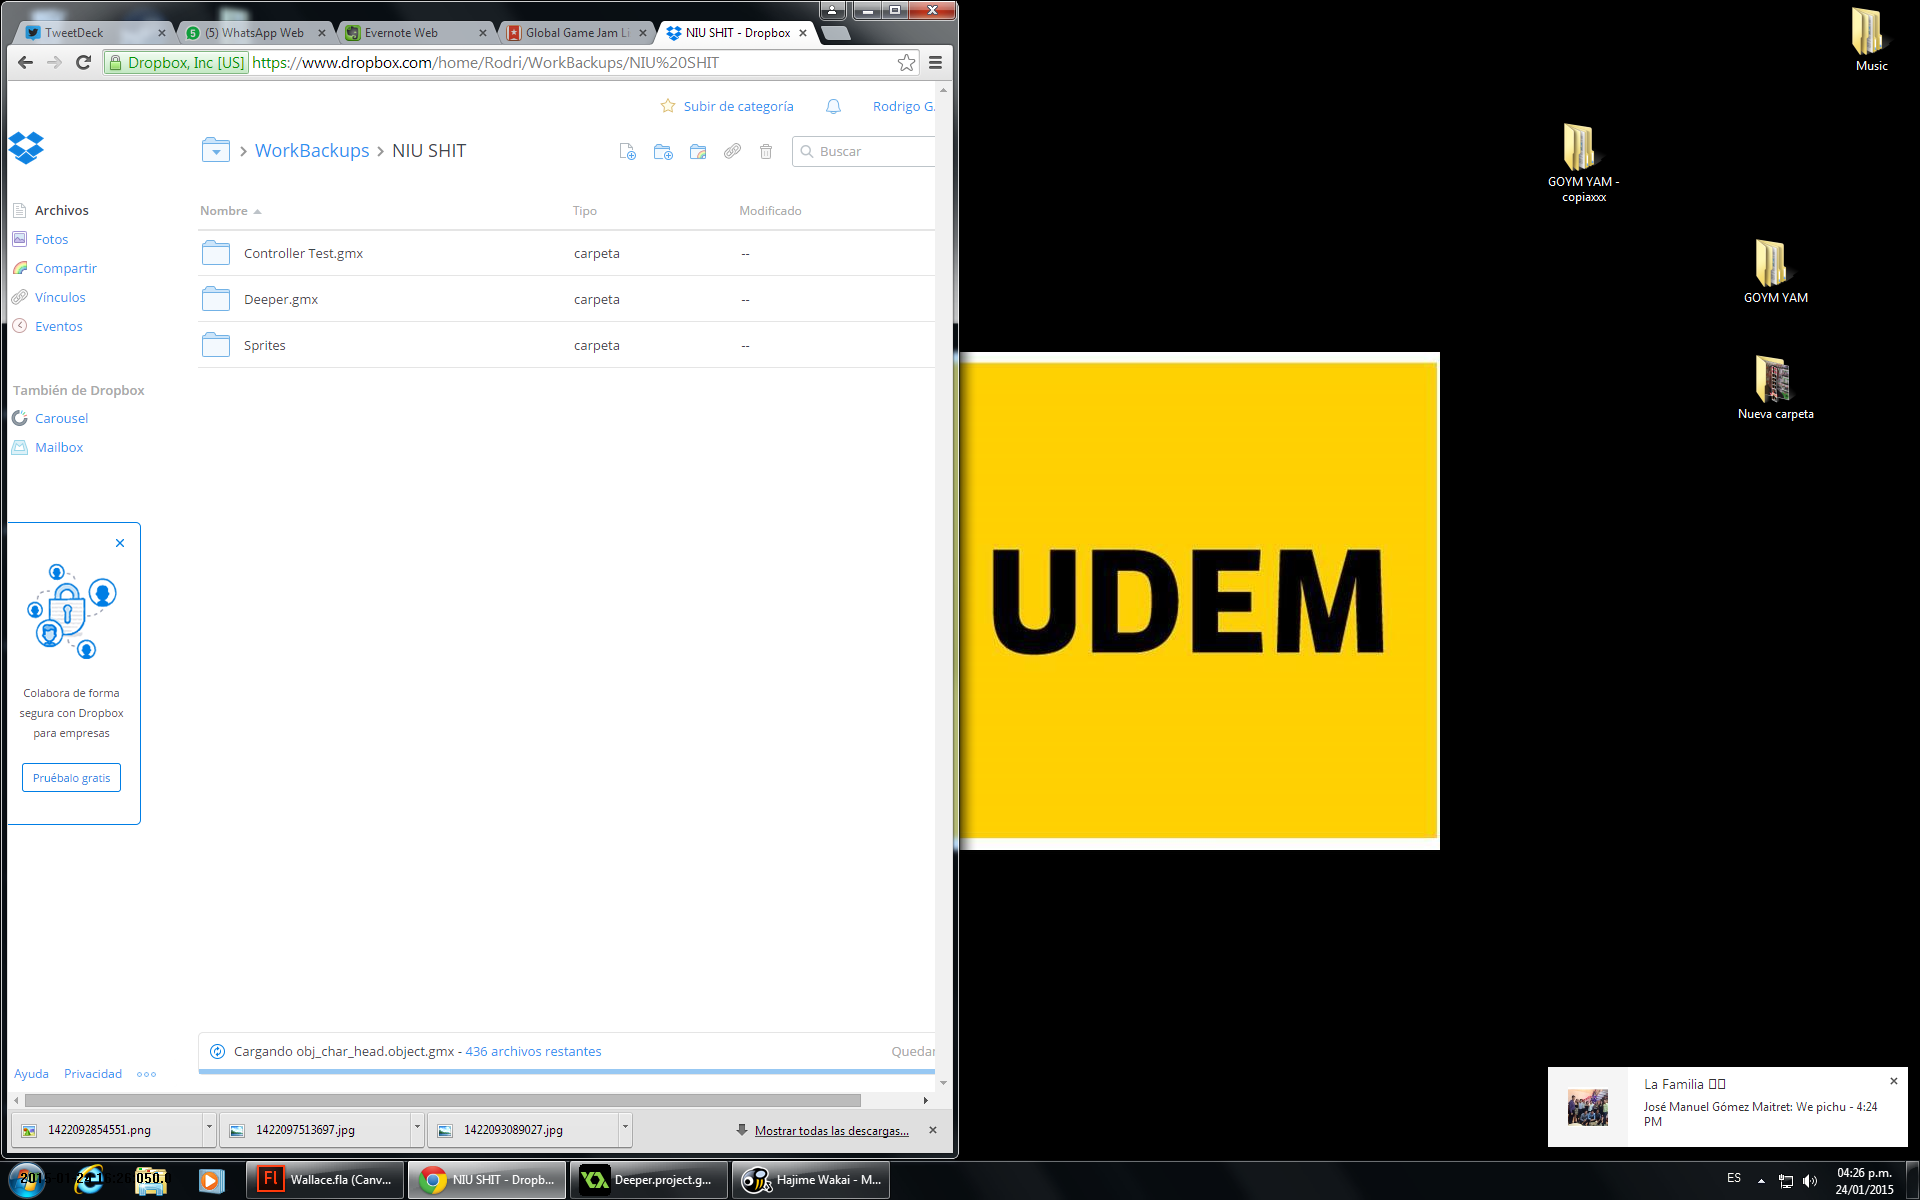 TweetDeck
(5) WhatsApp Web
Evernote Web
Global Game Jam Li
NIU SHIT - Dropbox
Dropbox, Inc [US]
https://www.dropbox.com/home/Rodri/WorkBackups/NIU%20SHIT
Subir de categoría
Rodrigo G.
WorkBackups > NIU SHIT
Buscar
Archivos
Fotos
Compartir
Vínculos
Eventos
También de Dropbox
Carousel
Mailbox
Nombre
Tipo
Modificado
Controller Test.gmx
carpeta
--
Deeper.gmx
carpeta
--
Sprites
carpeta
--
Colabora de forma
segura con Dropbox
para empresas
Pruébalo gratis
Cargando obj_char_head.object.gmx - 436 archivos restantes
Quedan
Ayuda
Privacidad
1422092854551.png
1422097513697.jpg
1422093089027.jpg
Mostrar todas las descargas...
Music
GOYM YAM -
copiaxxx
GOYM YAM
Nueva carpeta
UDEM
La Familia
José Manuel Gómez Maitret: We pichu - 4:24
PM
Wallace.fla (Canv...
NIU SHIT - Dropb...
Deeper.project.g...
Hajime Wakai - M...
ES
04:26 p.m.
24/01/2015